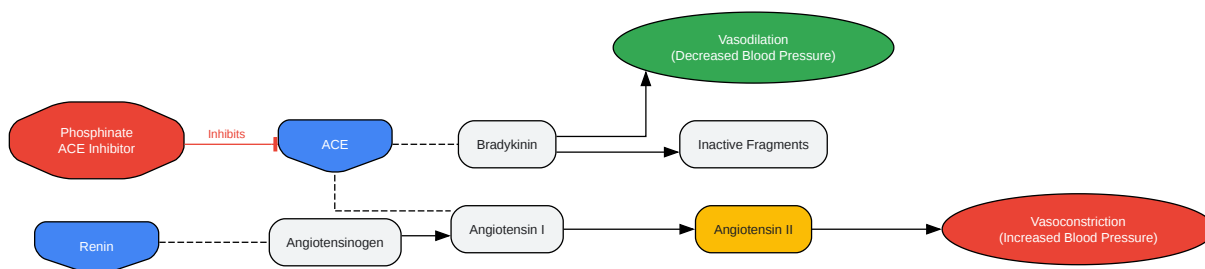 Vasodilation
(Decreased Blood Pressure)
Phosphinate
ACE Inhibitor
Inhibits
ACE
Bradykinin
Inactive Fragments
Renin
Angiotensinogen
Angiotensin I
Angiotensin II
Vasoconstriction
(Increased Blood Pressure)